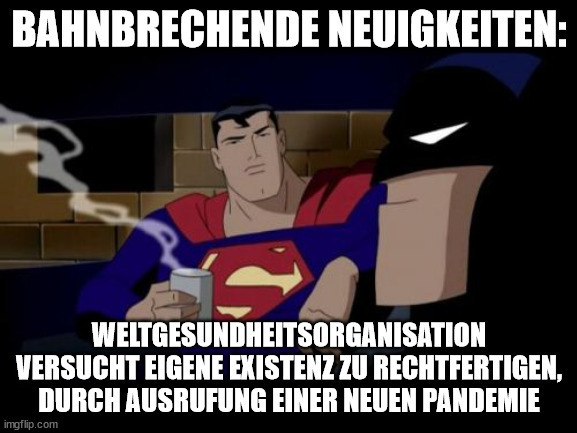 BAHNBRECHENDE NEUIGKEITEN:
WELTGESUNDHEITSORGANISATION
VERSUCHT EIGENE EXISTENZ ZU RECHTFERTIGEN,
DURCH AUSRUFUNG EINER NEUEN PANDEMIE
imgflip.com